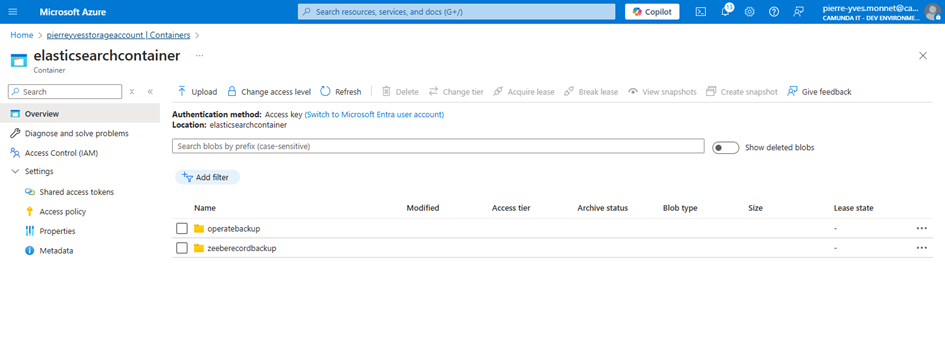 Microsoft Azure
Search resources, services, and docs (G+/)
Copilot
13
pierre-yves.monnet@ca...
CAMUNDA IT - DEV ENVIRONME...
Home > pierreyvesstorageaccount | Containers >
elasticsearchcontainer ...
Container
Search
Overview
Diagnose and solve problems
Access Control (IAM)
Settings
Shared access tokens
Access policy
Properties
Metadata
Upload Change access level Refresh Delete Change tier Acquire lease Break lease View snapshots Create snapshot Give feedback
Authentication method: Access key (Switch to Microsoft Entra user account)
Location: elasticsearchcontainer
Search blobs by prefix (case-sensitive)
Show deleted blobs
Add filter
Name Modified Access tier Archive status Blob type Size Lease state
operatebackup - ...
zeeberecordbackup - ...